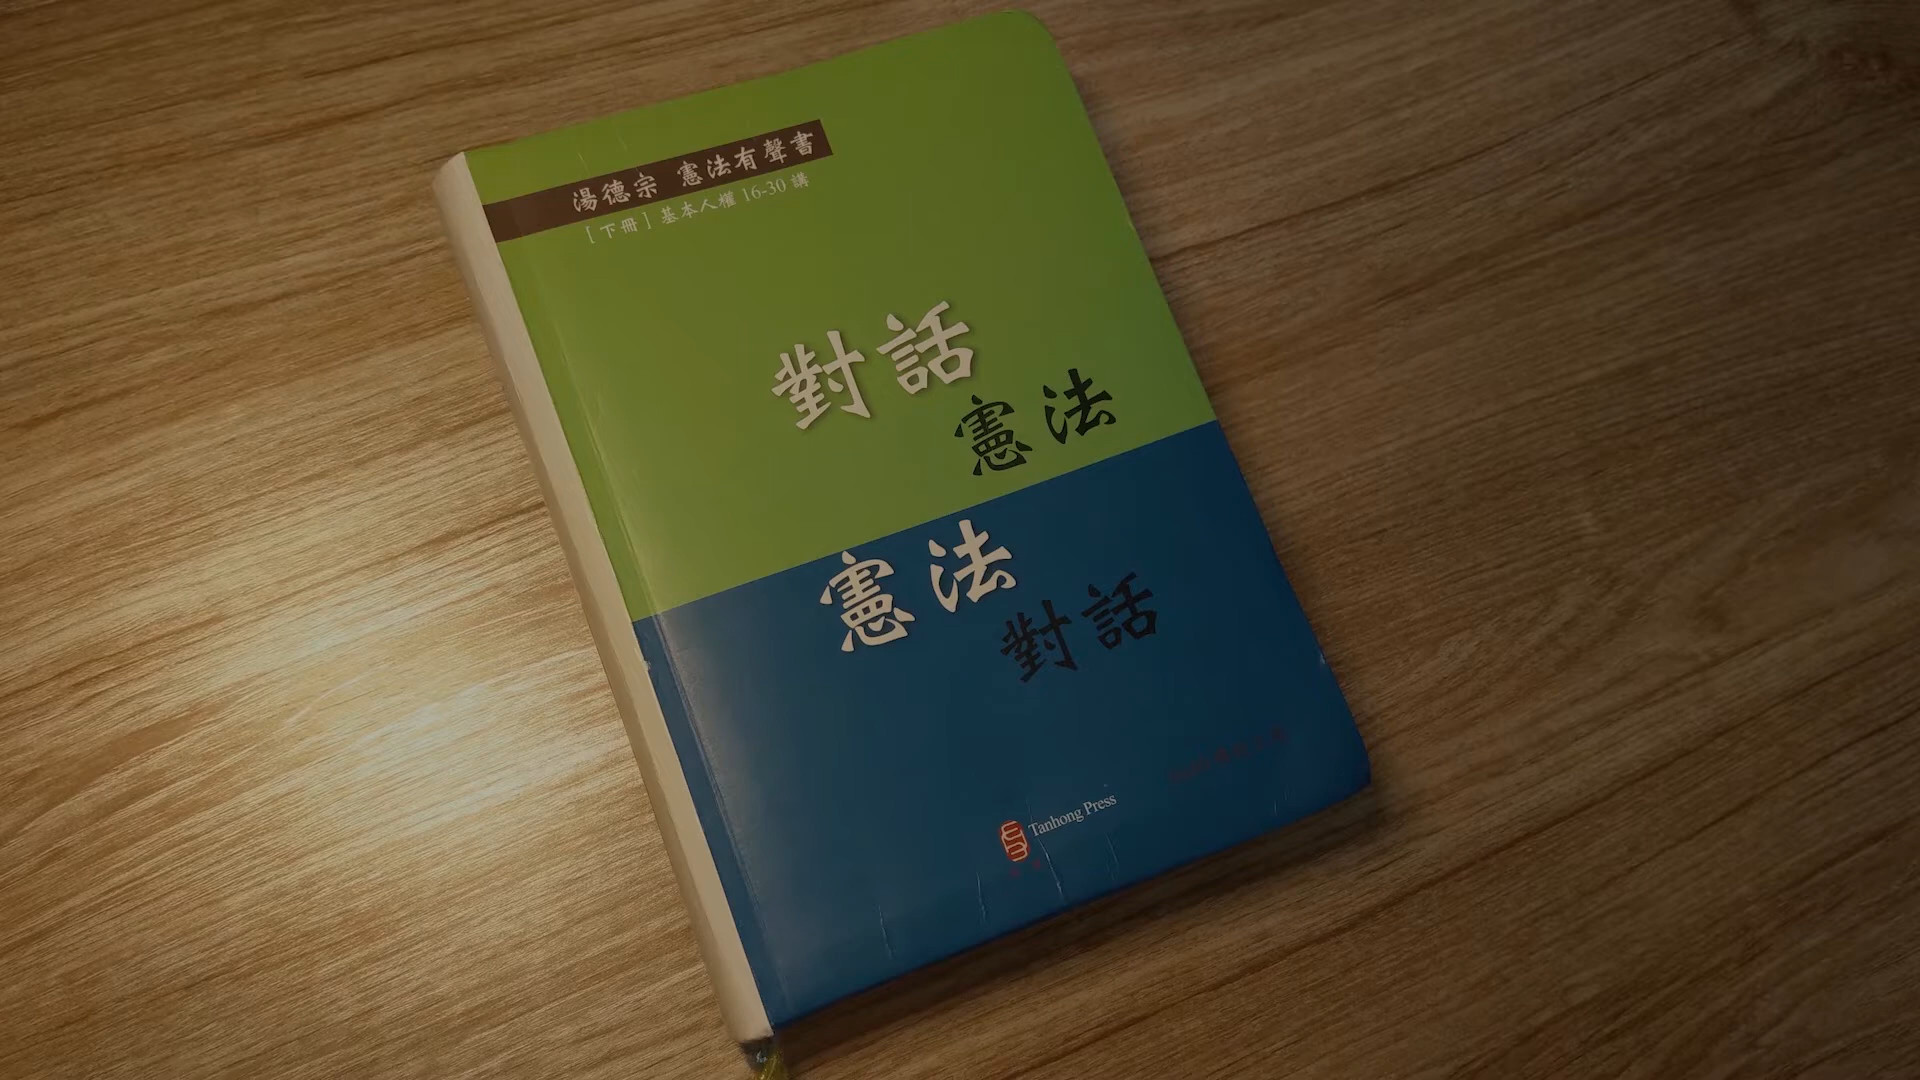 湯德宗 憲法有聲書
[下冊] 基本人權 16-30 講
對話
憲法
憲法
對話
Tanhong Press